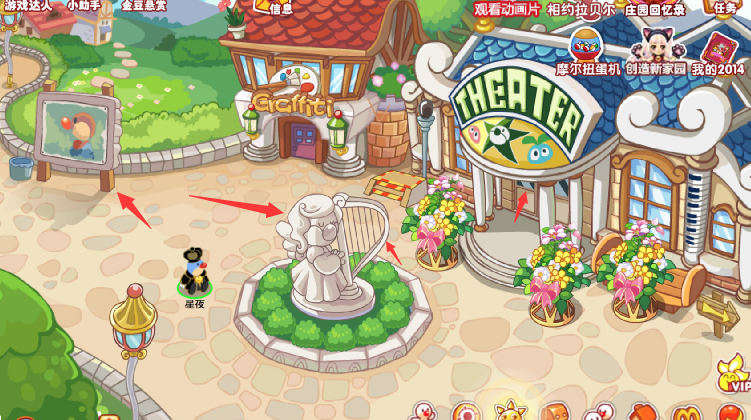 游戏达人 小助手 金豆悬赏 信息 观看动画片 相约拉贝尔 庄园回忆录 任务
摩尔扭蛋机 创造新家园 我的2014
THEATER
Graffiti
星夜
VIP